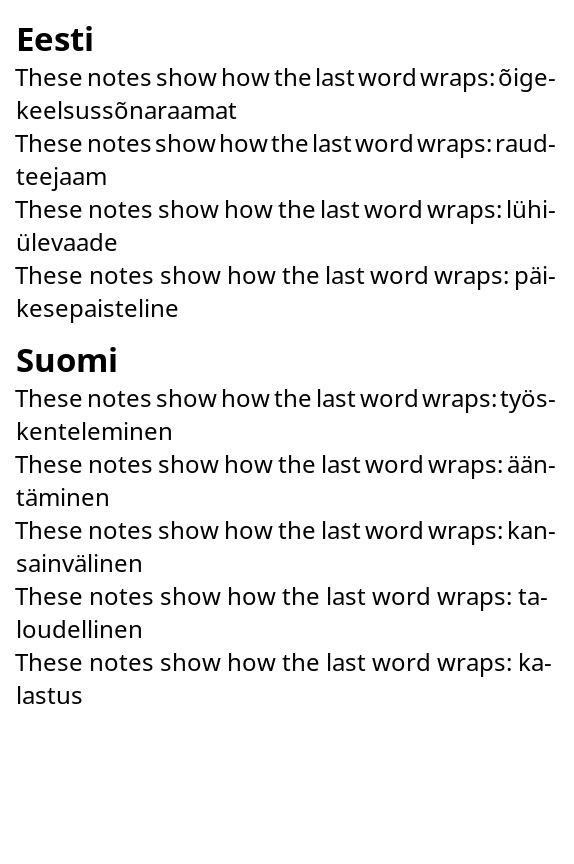 Eesti
These notes show how the last word wraps: õige-
keelsussõnaraamat
These notes show how the last word wraps: raud-
teejaam
These notes show how the last word wraps: lühi-
ülevaade
These notes show how the last word wraps: päi-
kesepaisteline
Suomi
These notes show how the last word wraps: työs-
kenteleminen
These notes show how the last word wraps: ään-
täminen
These notes show how the last word wraps: kan-
sainvälinen
These notes show how the last word wraps: ta-
loudellinen
These notes show how the last word wraps: ka-
lastus